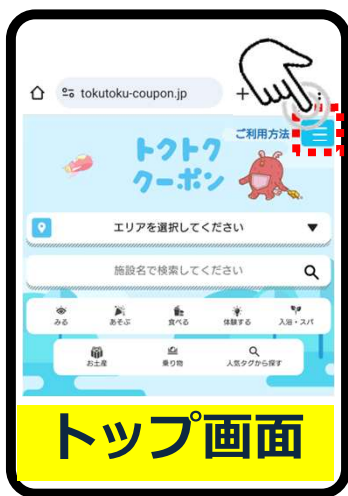 tokutoku-coupon.jp
ご利用方法
トクトク
クーポン
エリアを選択してください
施設名で検索してください
みる あそぶ 食べる 体験する 入浴・スパ
お土産 乗り物 人気タグから探す
トップ画面